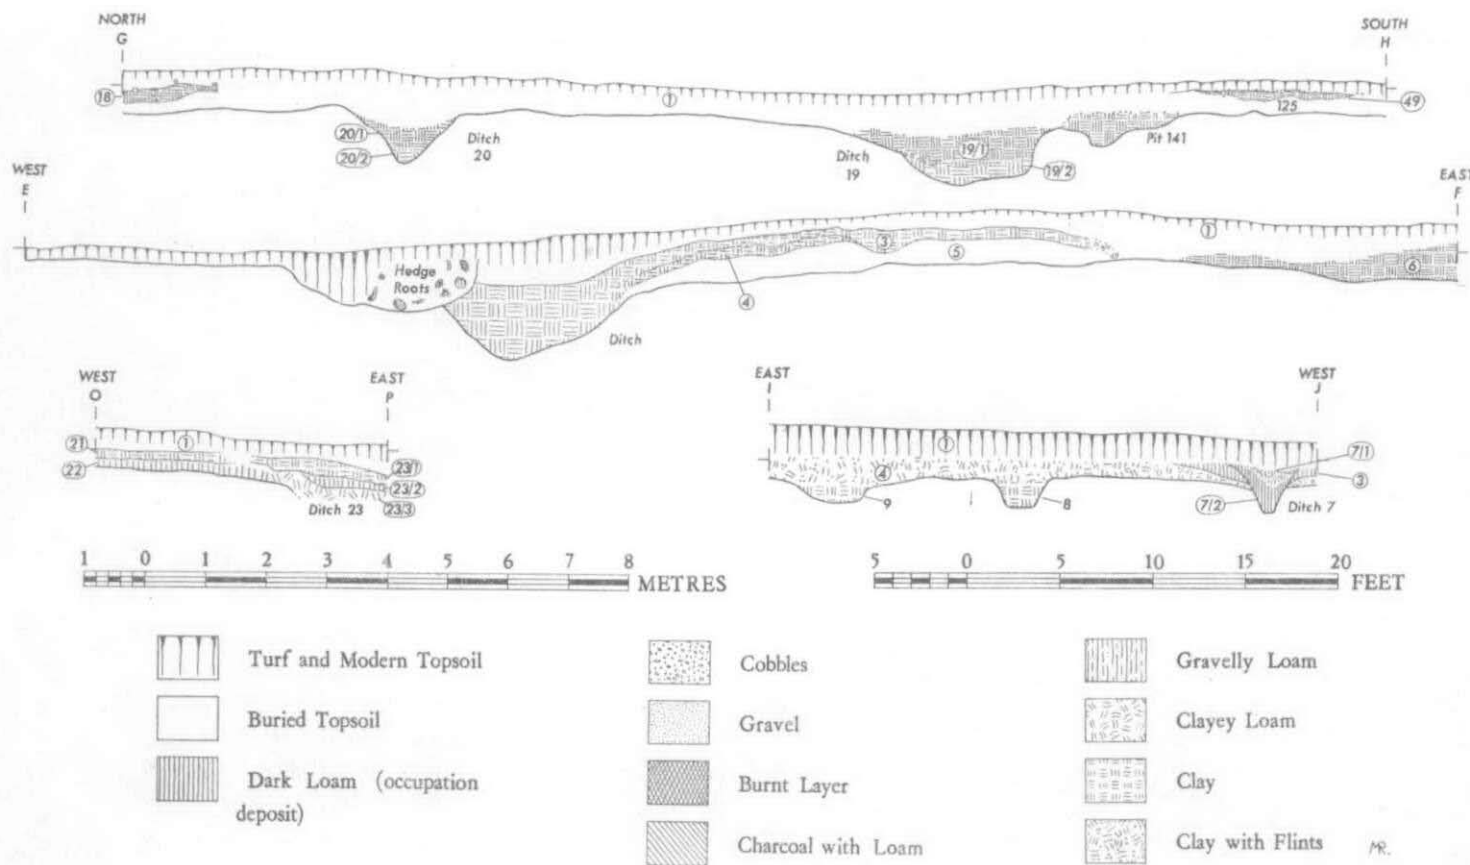 NORTH
G
SOUTH
H
18
1
49
125
20/1
20/2
Ditch
20
Ditch
19
19/1
19/2
Pit 141
WEST
E
EAST
F
1
3
5
6
4
Hedge
Roots
Ditch
WEST
O
EAST
P
21
1
22
23/1
23/2
23/3
Ditch 23
EAST
I
WEST
J
1
4
7/1
3
9
8
7/2
Ditch 7
1 0 1 2 3 4 5 6 7 8
METRES
5 0 5 10 15 20
FEET
Turf and Modern Topsoil
Buried Topsoil
Dark Loam (occupation
deposit)
Cobbles
Gravel
Burnt Layer
Charcoal with Loam
Gravelly Loam
Clayey Loam
Clay
Clay with Flints
MR.